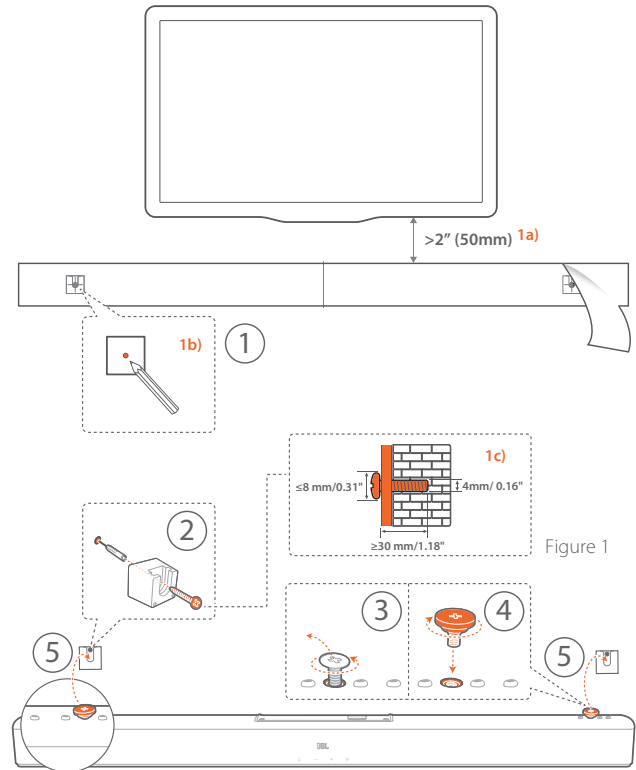 >2” (50mm) 1a)
1b)
1
1c)
≤8 mm/0.31"
4mm/ 0.16"
≥30 mm/1.18"
Figure 1
2
3
4
5
5
JBL